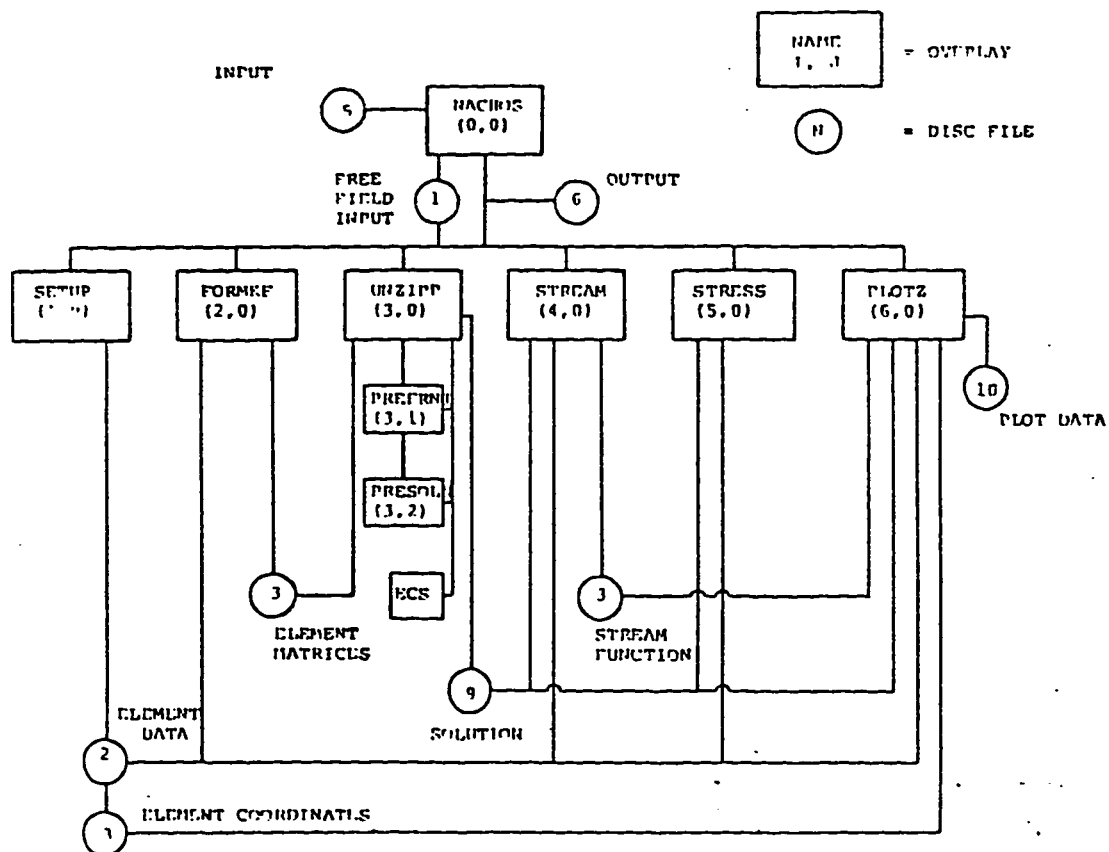 NAME
I, J
= OVERLAY
N
= DISC FILE
INPUT
5
NACHOS
(0,0)
FREE
FIELD
INPUT
1
6
OUTPUT
SETUP
FORMKF
(2,0)
UNZIPP
(3,0)
STREAM
(4,0)
STRESS
(5,0)
PLOTZ
(6,0)
PREFRN
(3,1)
PRESOL
(3,2)
ECS
10
PLOT DATA
3
ELEMENT
MATRICES
3
STREAM
FUNCTION
9
SOLUTION
ELEMENT
DATA
2
ELEMENT COORDINATES